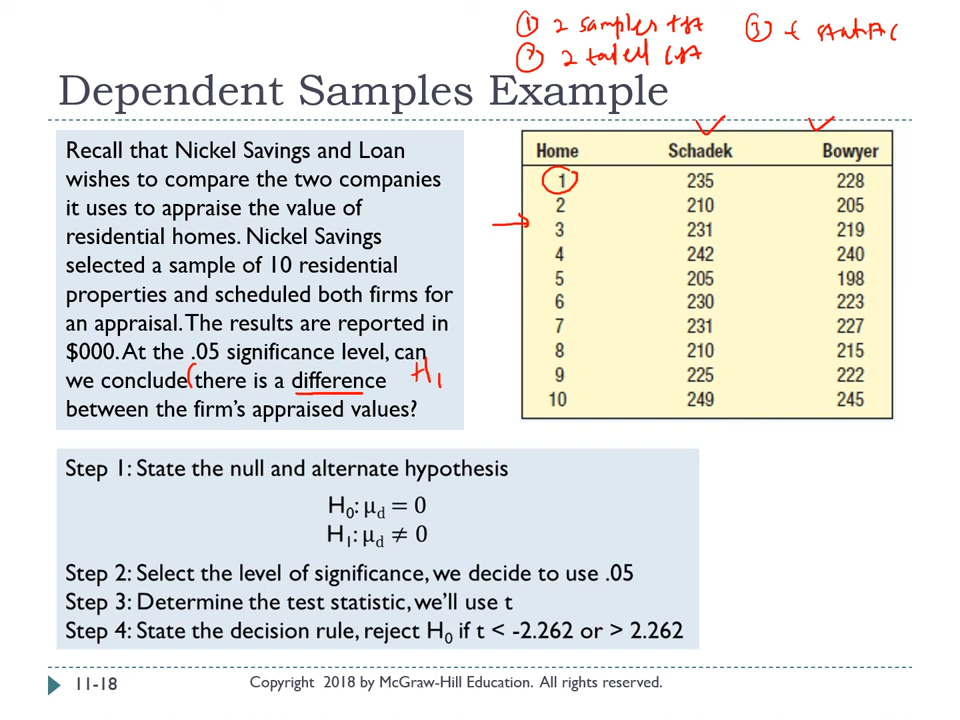 ① 2 samples test ③ t statistic
② 2 tailed test
Dependent Samples Example
Recall that Nickel Savings and Loan
wishes to compare the two companies
it uses to appraise the value of
residential homes. Nickel Savings
selected a sample of 10 residential
properties and scheduled both firms for
an appraisal. The results are reported in
$000. At the .05 significance level, can
we conclude (there is a difference H1
between the firm's appraised values?
Home Schadek Bowyer
1 235 228
2 210 205
3 231 219
4 242 240
5 205 198
6 230 223
7 231 227
8 210 215
9 225 222
10 249 245
Step 1: State the null and alternate hypothesis
H₀: μd = 0
H₁: μd ≠ 0
Step 2: Select the level of significance, we decide to use .05
Step 3: Determine the test statistic, we'll use t
Step 4: State the decision rule, reject H₀ if t < -2.262 or > 2.262
11-18 Copyright 2018 by McGraw-Hill Education. All rights reserved.